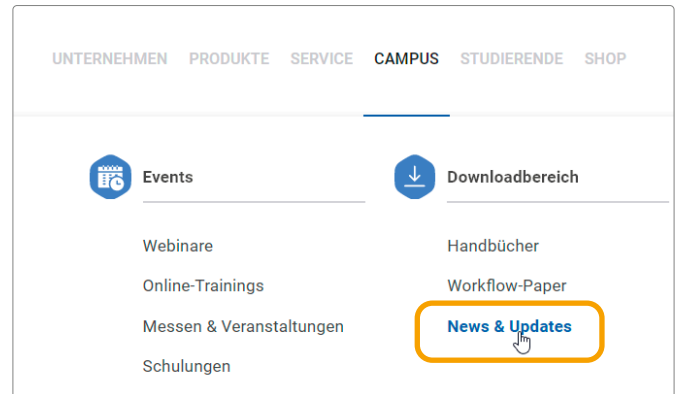 UNTERNEHMEN PRODUKTE SERVICE CAMPUS STUDIERENDE SHOP
Events
Webinare
Online-Trainings
Messen & Veranstaltungen
Schulungen
Downloadbereich
Handbücher
Workflow-Paper
News & Updates